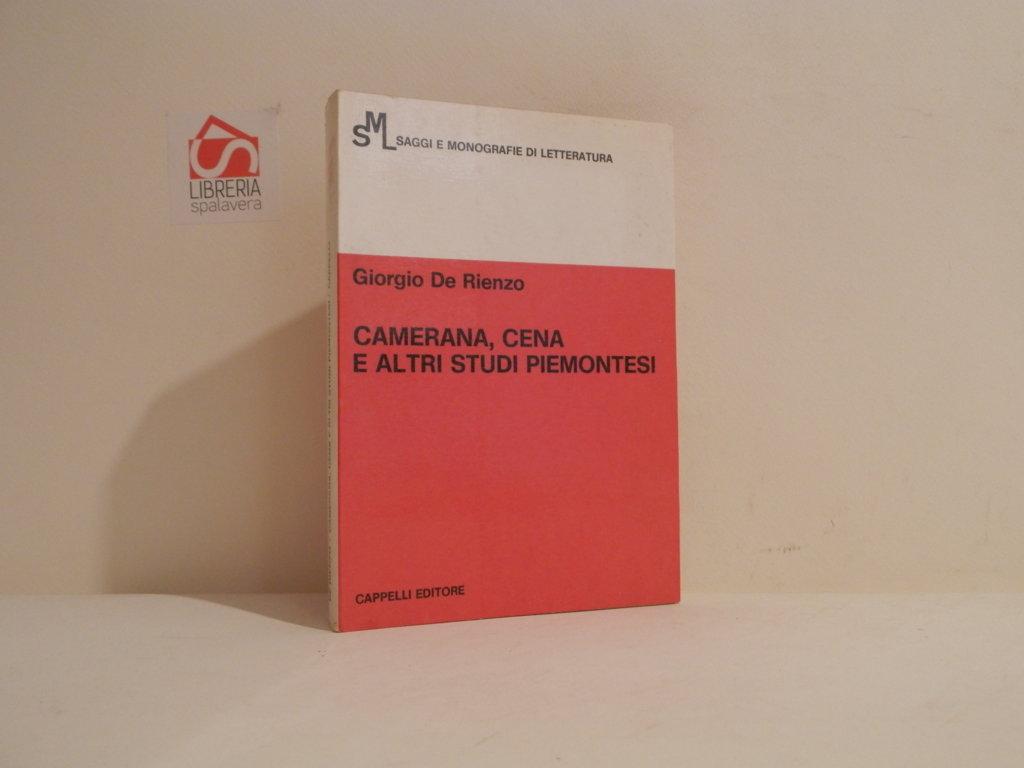 LIBRERIA
spalavera
SML SAGGI E MONOGRAFIE DI LETTERATURA
Giorgio De Rienzo
CAMERANA, CENA
E ALTRI STUDI PIEMONTESI
CAPPELLI EDITORE